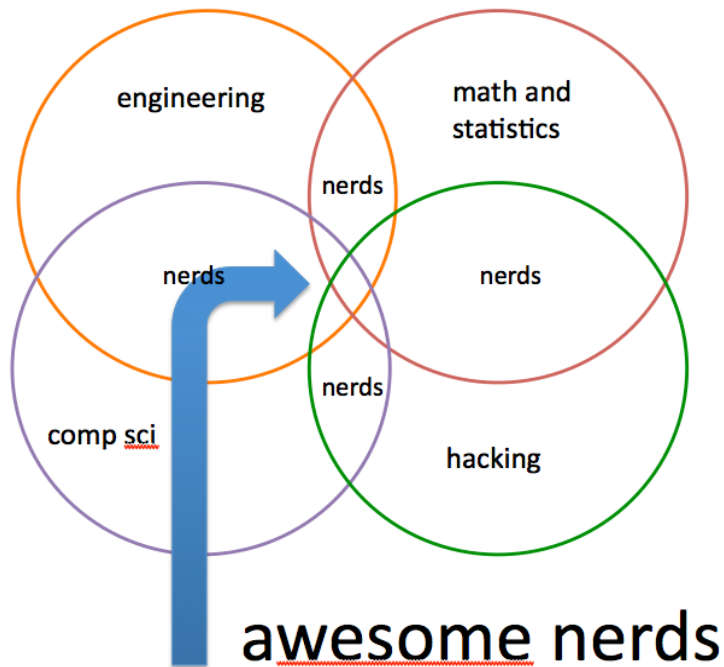 engineering
math and
statistics
nerds
nerds
nerds
nerds
comp sci
hacking
awesome nerds